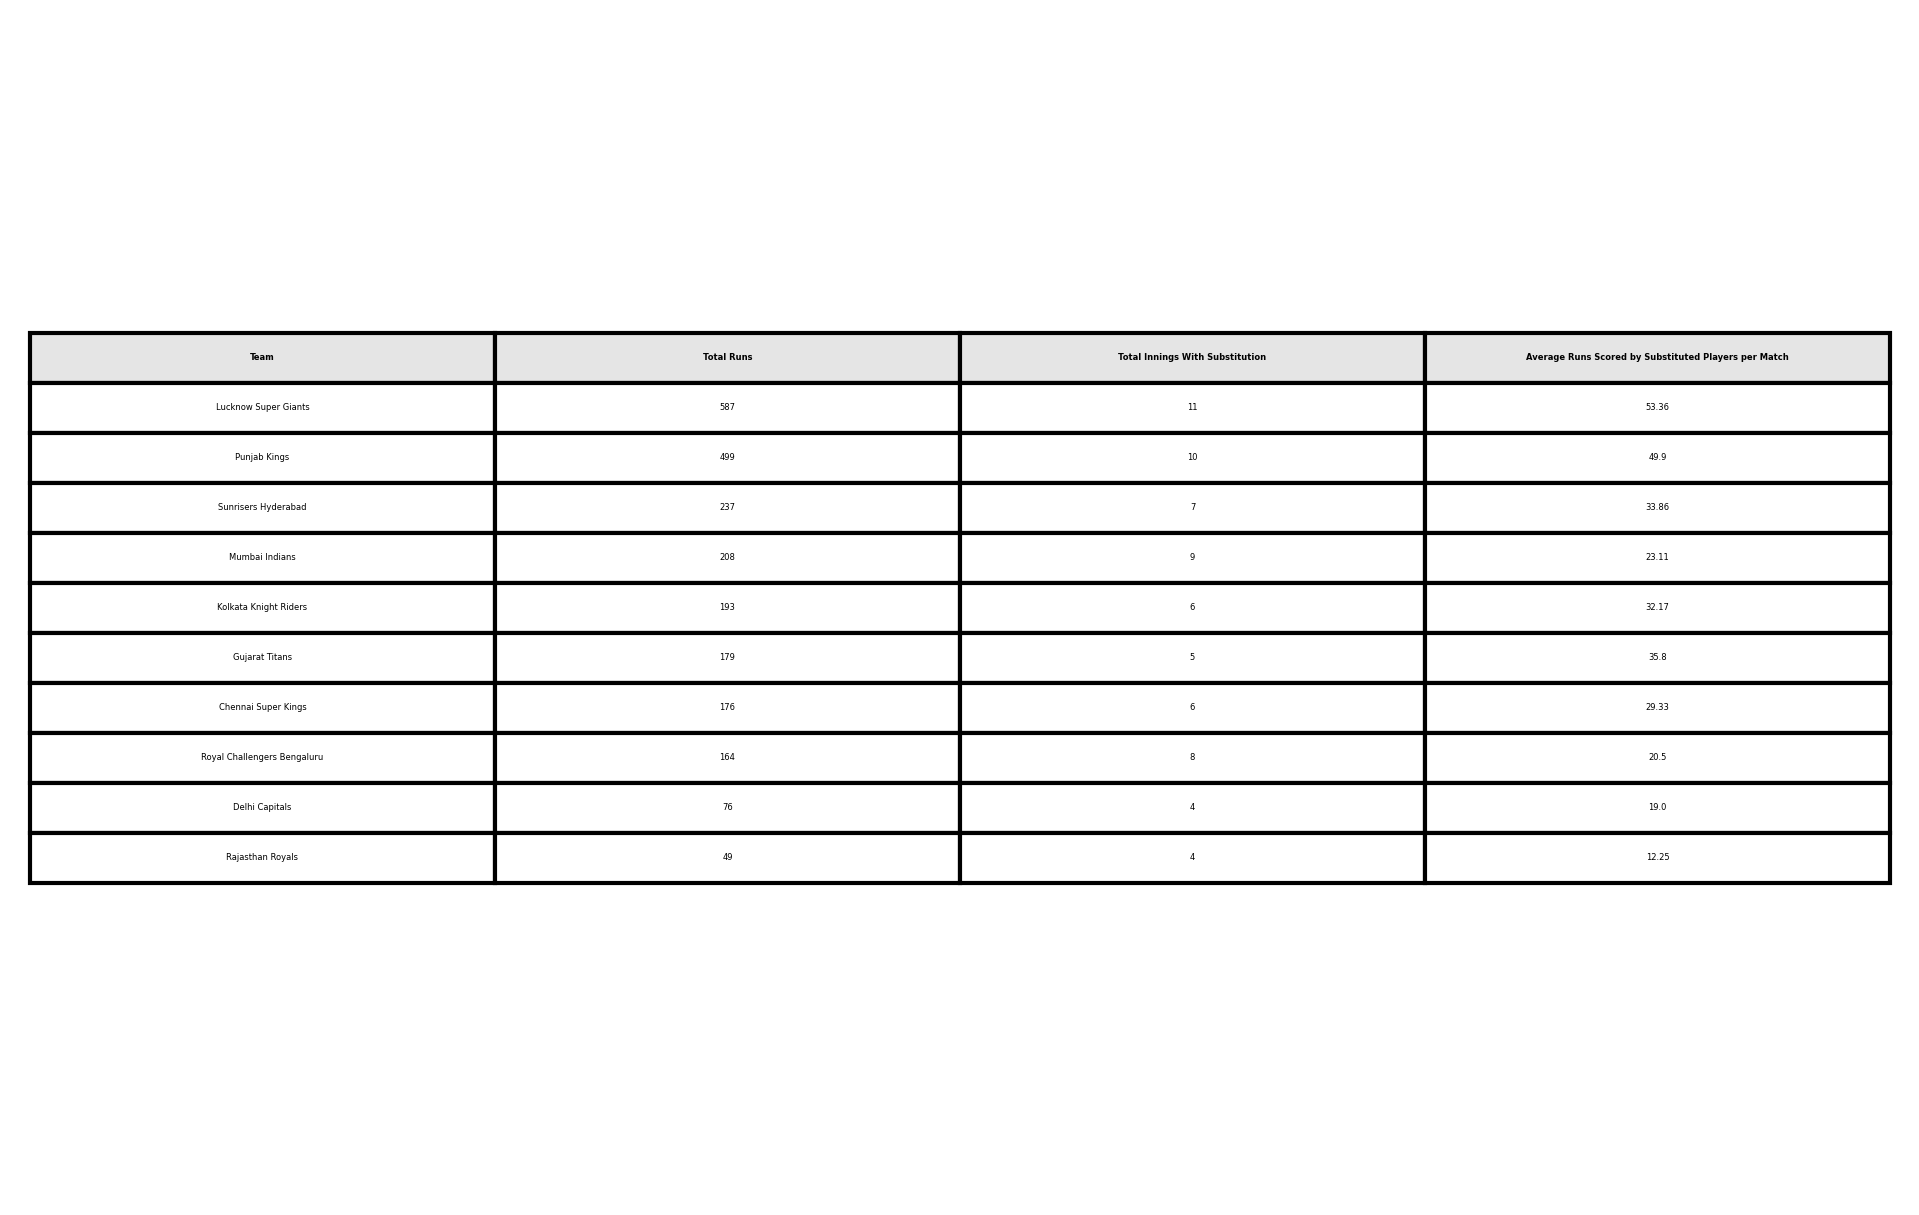 Team Total Runs Total Innings With Substitution Average Runs Scored by Substituted Players per Match
Lucknow Super Giants 587 11 53.36
Punjab Kings 499 10 49.9
Sunrisers Hyderabad 237 7 33.86
Mumbai Indians 208 9 23.11
Kolkata Knight Riders 193 6 32.17
Gujarat Titans 179 5 35.8
Chennai Super Kings 176 6 29.33
Royal Challengers Bengaluru 164 8 20.5
Delhi Capitals 76 4 19.0
Rajasthan Royals 49 4 12.25